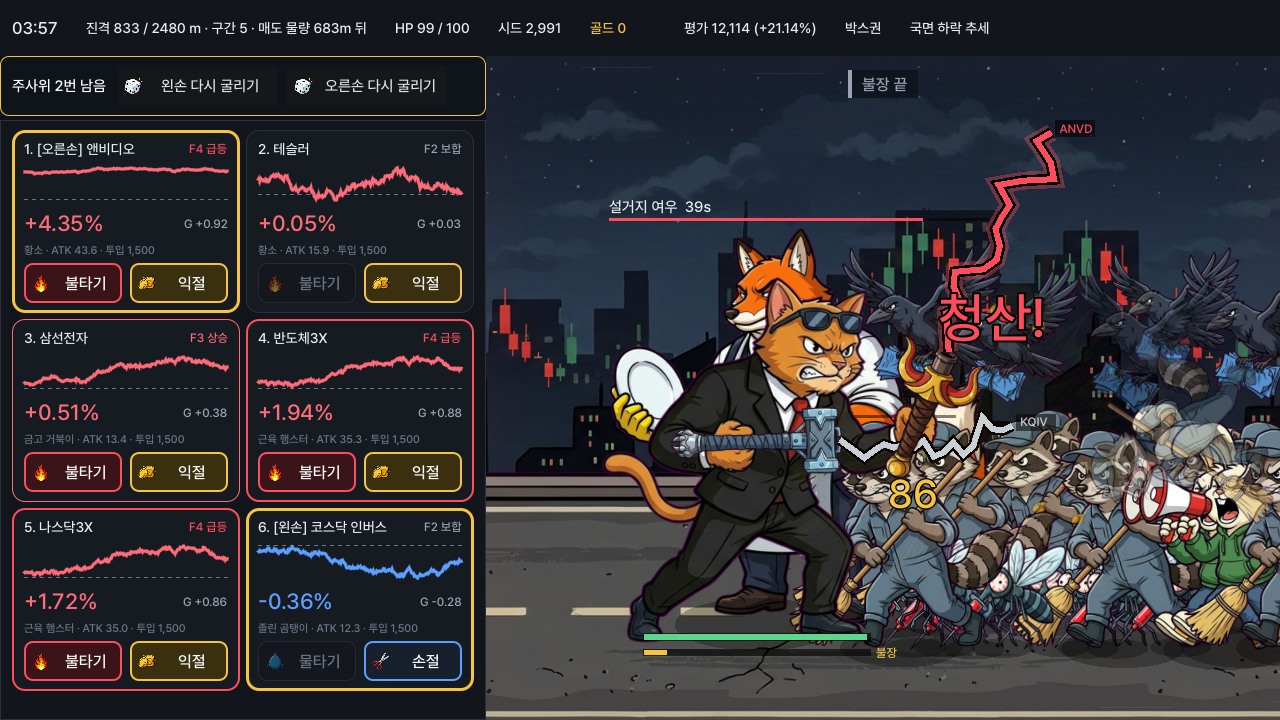 03:57 진격 833 / 2480 m · 구간 5 · 매도 물량 683m 뒤 HP 99 / 100 시드 2,991 골드 0 평가 12,114 (+21.14%) 박스권 국면 하락 추세
주사위 2번 남음 왼손 다시 굴리기 오른손 다시 굴리기
1. [오른손] 앤비디오 F4 급등
+4.35% G +0.92
황소 · ATK 43.6 · 투입 1,500
불타기 익절
2. 테슬러 F2 보합
+0.05% G +0.03
황소 · ATK 15.9 · 투입 1,500
불타기 익절
3. 삼선전자 F3 상승
+0.51% G +0.38
금고 거북이 · ATK 13.4 · 투입 1,500
불타기 익절
4. 반도체3X F4 급등
+1.94% G +0.88
근육 햄스터 · ATK 35.3 · 투입 1,500
불타기 익절
5. 나스닥3X F4 급등
+1.72% G +0.86
근육 햄스터 · ATK 35.0 · 투입 1,500
불타기 익절
6. [왼손] 코스닥 인버스 F2 보합
-0.36% G -0.28
졸린 곰탱이 · ATK 12.3 · 투입 1,500
물타기 손절
불장 끝
ANVD
설거지 여우 39s
청산!
KQIV
86
불장